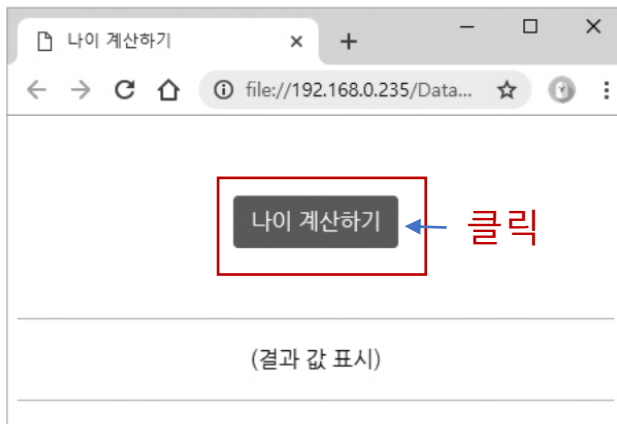 나이 계산하기
file://192.168.0.235/Data...
나이 계산하기
클릭
(결과 값 표시)